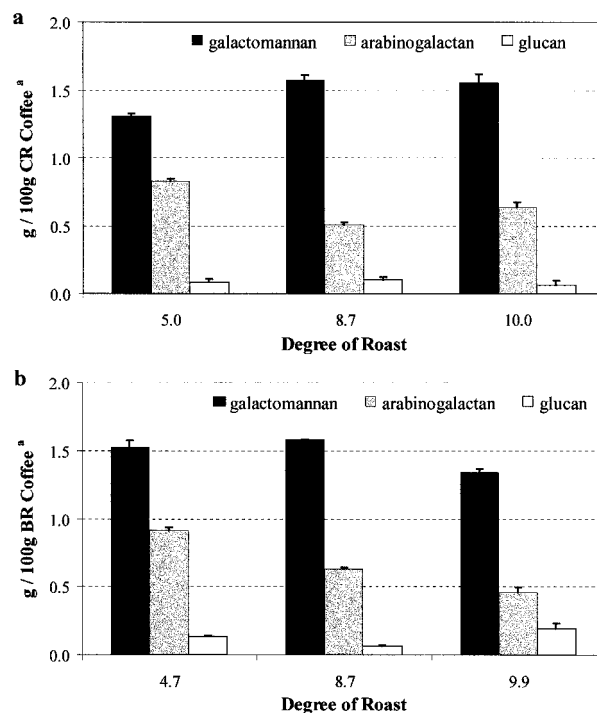 a
2.0
galactomannan arabinogalactan glucan
1.5
1.0
0.5
0.0
g / 100g CR Coffee a
5.0 8.7 10.0
Degree of Roast
b
2.0
galactomannan arabinogalactan glucan
1.5
1.0
0.5
0.0
g / 100g BR Coffee a
4.7 8.7 9.9
Degree of Roast